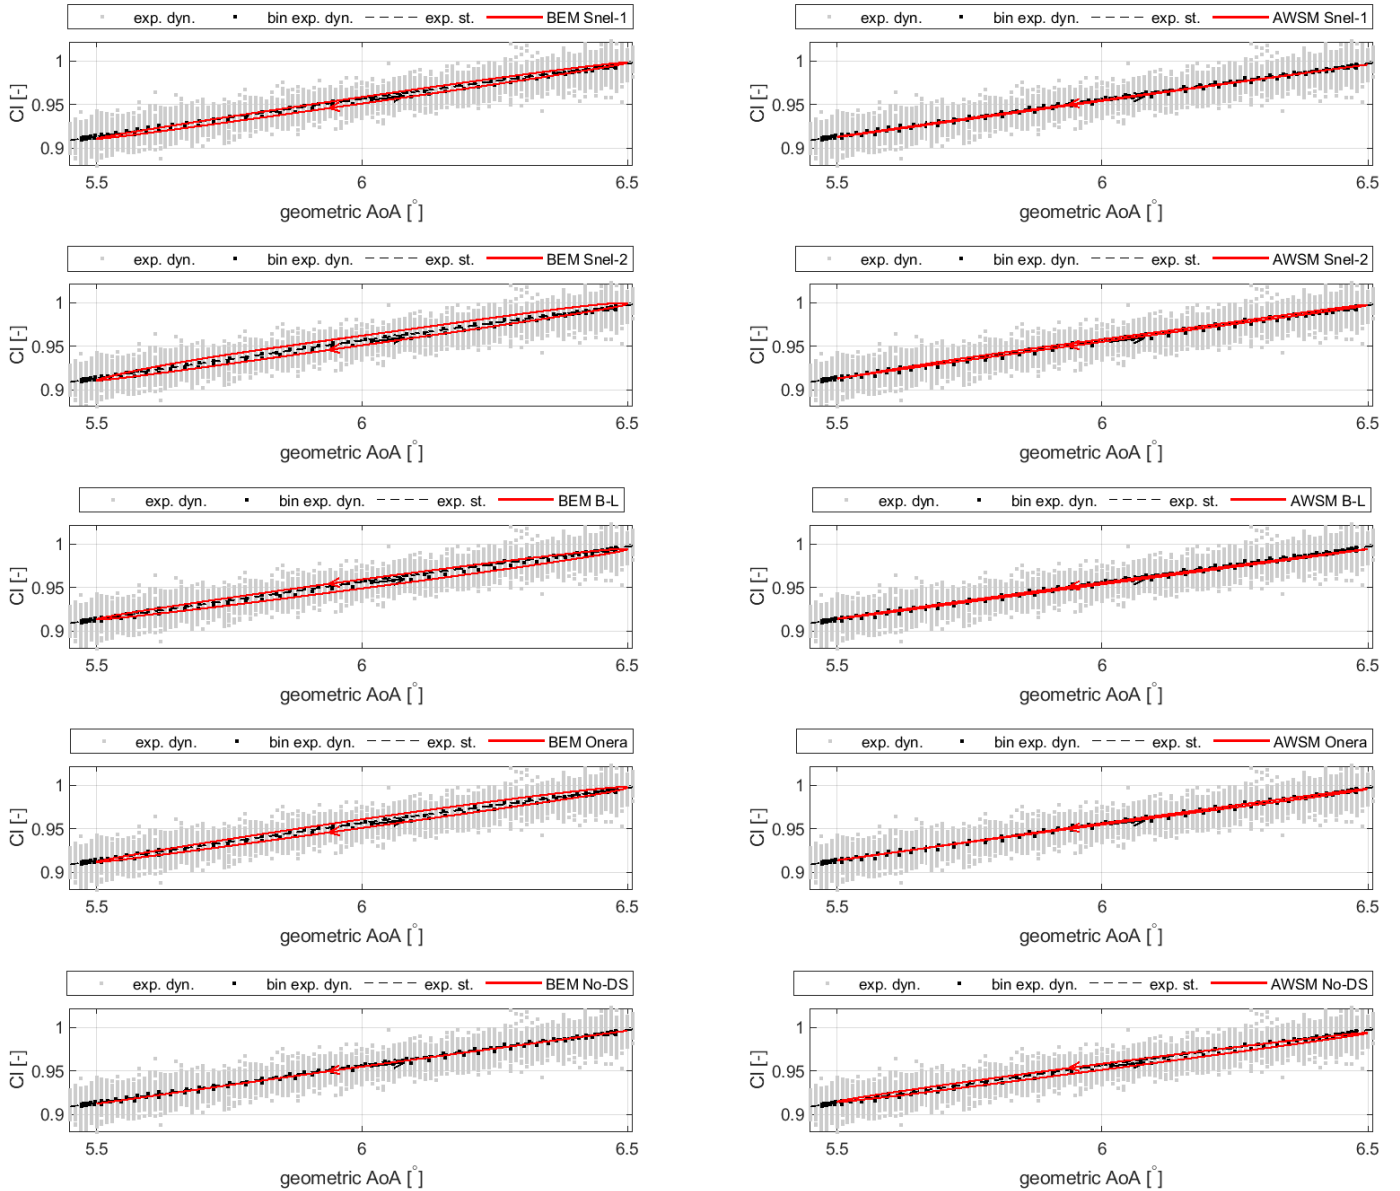 exp. dyn. bin exp. dyn. exp. st. BEM Snel-1
Cl [-]
1
0.95
0.9
5.5 6 6.5
geometric AoA [°]
exp. dyn. bin exp. dyn. exp. st. AWSM Snel-1
Cl [-]
1
0.95
0.9
5.5 6 6.5
geometric AoA [°]
exp. dyn. bin exp. dyn. exp. st. BEM Snel-2
Cl [-]
1
0.95
0.9
5.5 6 6.5
geometric AoA [°]
exp. dyn. bin exp. dyn. exp. st. AWSM Snel-2
Cl [-]
1
0.95
0.9
5.5 6 6.5
geometric AoA [°]
exp. dyn. bin exp. dyn. exp. st. BEM B-L
Cl [-]
1
0.95
0.9
5.5 6 6.5
geometric AoA [°]
exp. dyn. bin exp. dyn. exp. st. AWSM B-L
Cl [-]
1
0.95
0.9
5.5 6 6.5
geometric AoA [°]
exp. dyn. bin exp. dyn. exp. st. BEM Onera
Cl [-]
1
0.95
0.9
5.5 6 6.5
geometric AoA [°]
exp. dyn. bin exp. dyn. exp. st. AWSM Onera
Cl [-]
1
0.95
0.9
5.5 6 6.5
geometric AoA [°]
exp. dyn. bin exp. dyn. exp. st. BEM No-DS
Cl [-]
1
0.95
0.9
5.5 6 6.5
geometric AoA [°]
exp. dyn. bin exp. dyn. exp. st. AWSM No-DS
Cl [-]
1
0.95
0.9
5.5 6 6.5
geometric AoA [°]